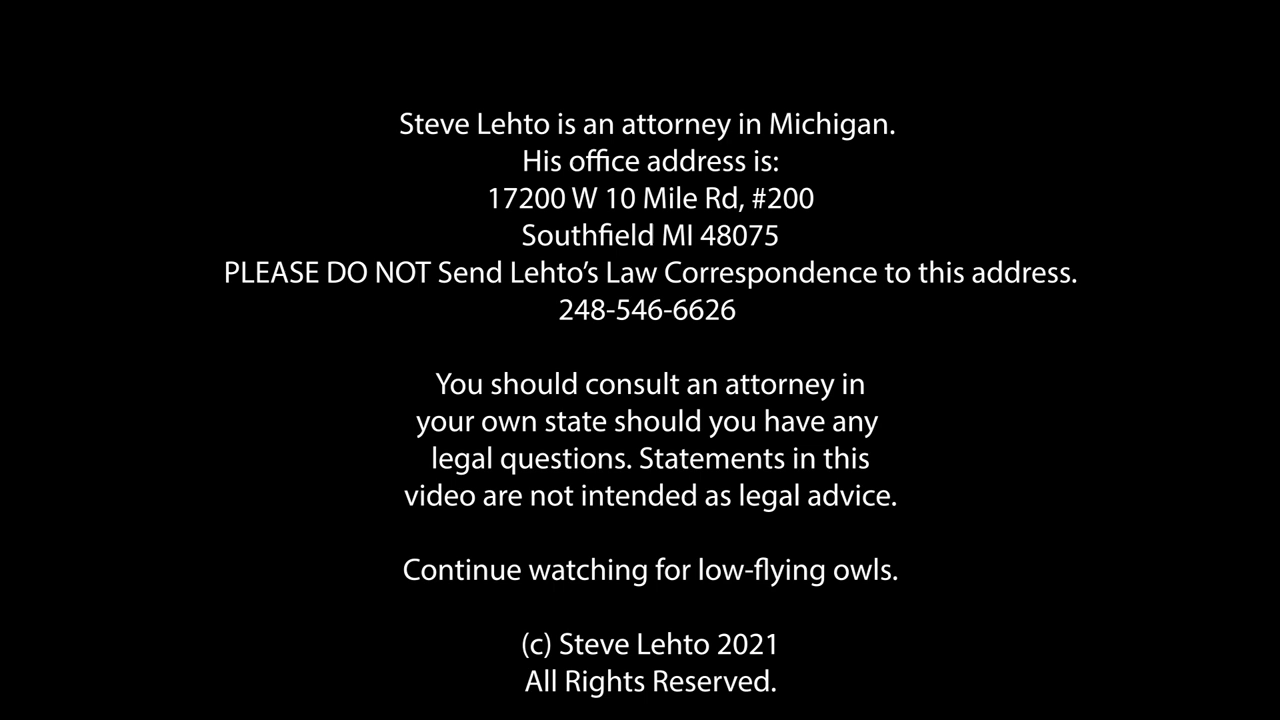 Steve Lehto is an attorney in Michigan.
His office address is:
17200 W 10 Mile Rd, #200
Southfield MI 48075
PLEASE DO NOT Send Lehto’s Law Correspondence to this address.
248-546-6626
You should consult an attorney in
your own state should you have any
legal questions. Statements in this
video are not intended as legal advice.
Continue watching for low-flying owls.
(c) Steve Lehto 2021
All Rights Reserved.